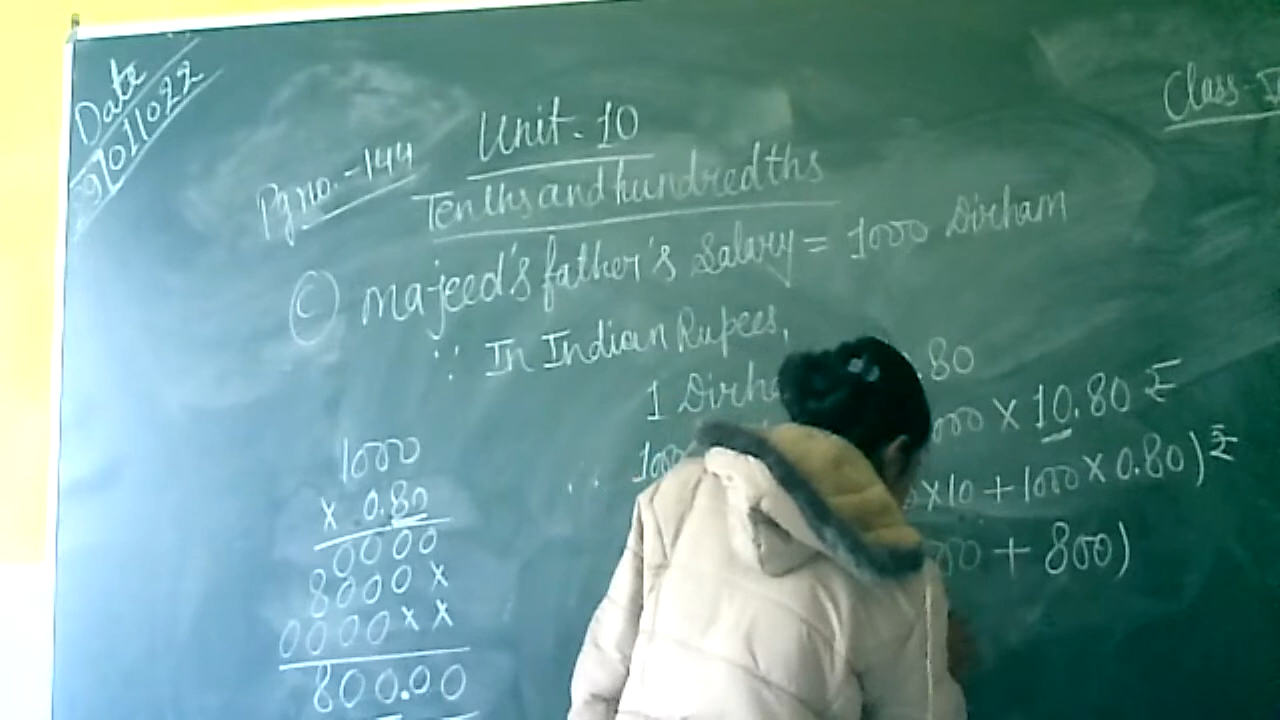 Date
9/01/1022
Class-
Unit-10
Pg no.-144
Tenths and hundredths
(C) Majeed's father's Salary = 1000 Dirham
∵ In Indian Rupees,
1 Dirha .80
∴ 100 000 × 10.80 ₹
×10 + 1000 × 0.80) ₹
00 + 800)
1000
× 0.80
0000
8000 ×
0000 × ×
800.00